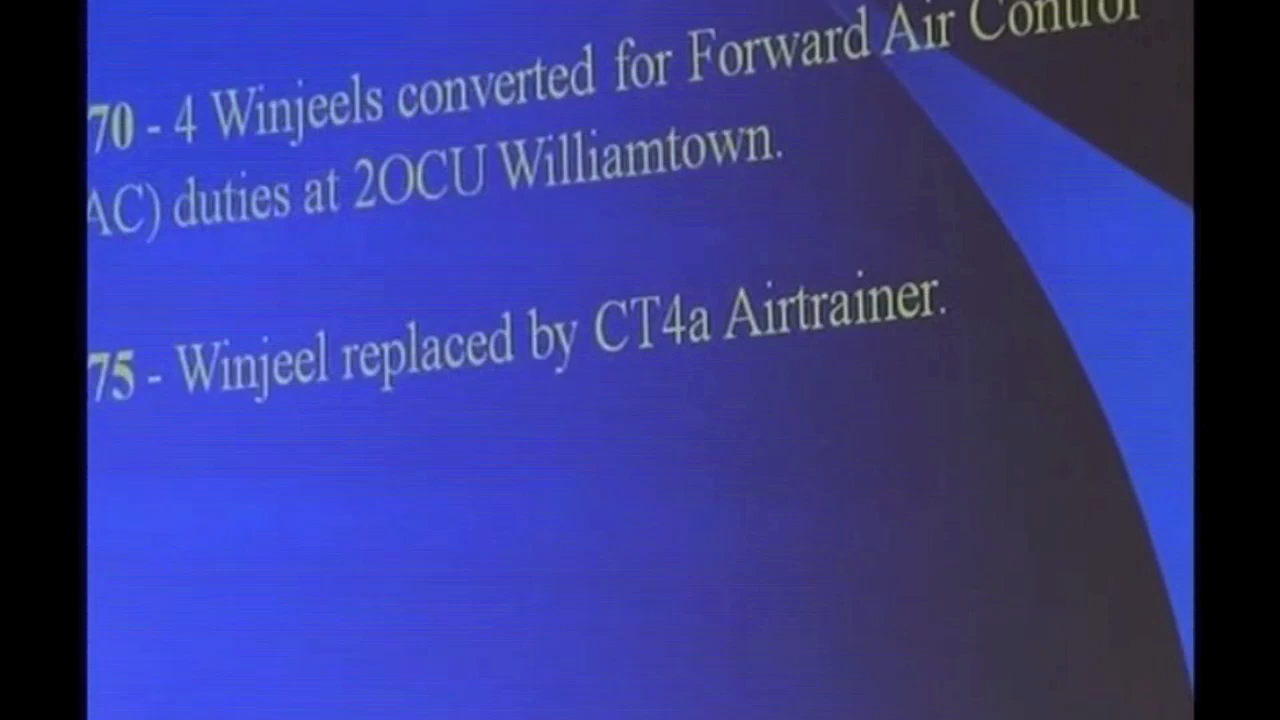 70 - 4 Winjeels converted for Forward Air Control
AC) duties at 2OCU Williamtown.
75 - Winjeel replaced by CT4a Airtrainer.